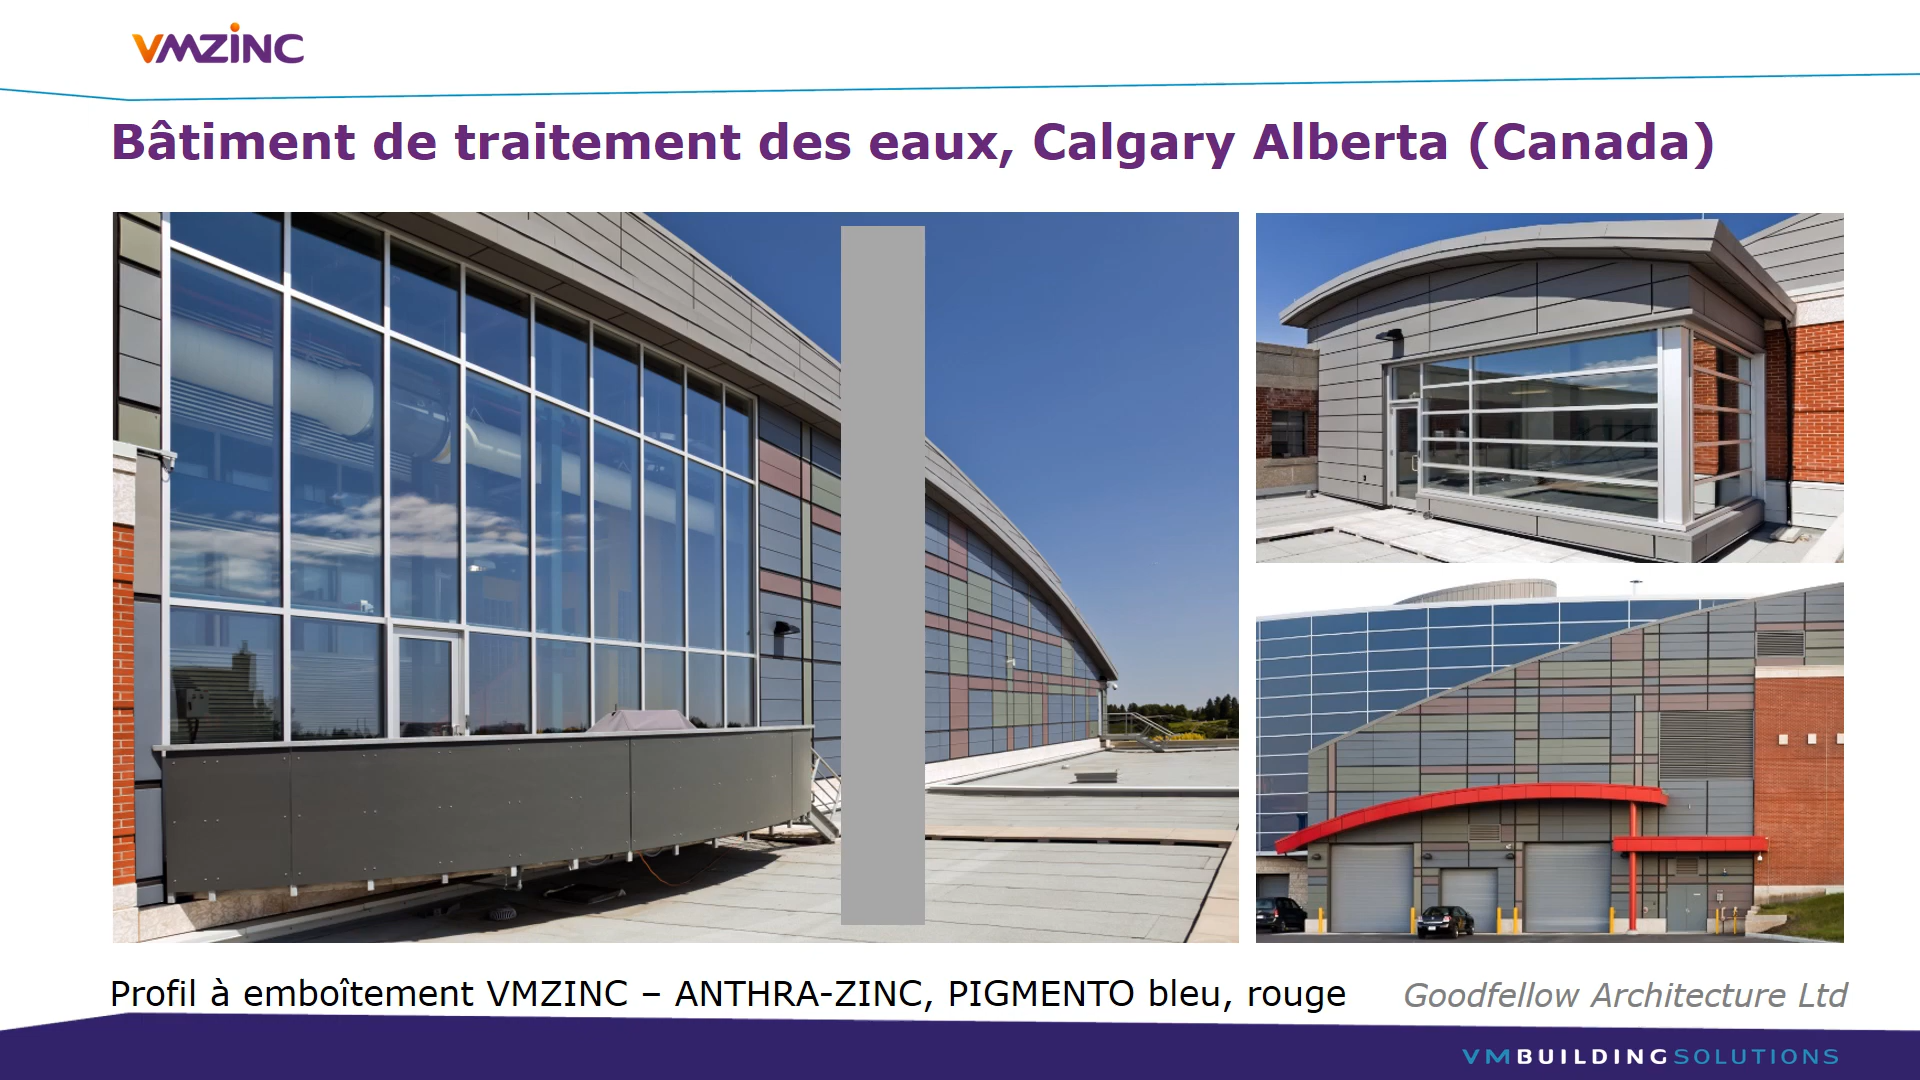 VMZINC
Bâtiment de traitement des eaux, Calgary Alberta (Canada)
Profil à emboîtement VMZINC – ANTHRA-ZINC, PIGMENTO bleu, rouge
Goodfellow Architecture Ltd
VMBUILDINGSOLUTIONS